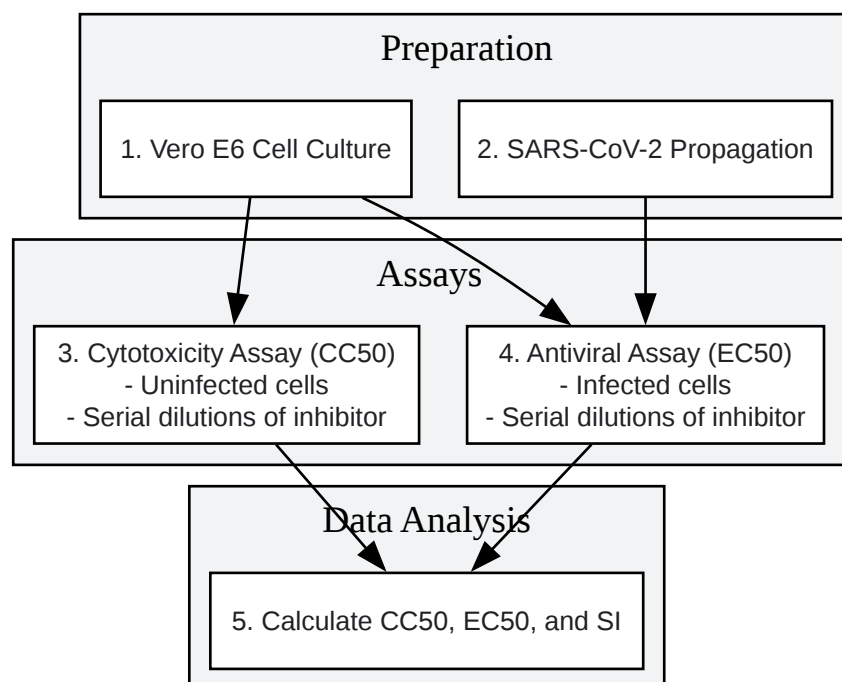 Preparation
1. Vero E6 Cell Culture
2. SARS-CoV-2 Propagation
Assays
3. Cytotoxicity Assay (CC50)
- Uninfected cells
- Serial dilutions of inhibitor
4. Antiviral Assay (EC50)
- Infected cells
- Serial dilutions of inhibitor
Data Analysis
5. Calculate CC50, EC50, and SI